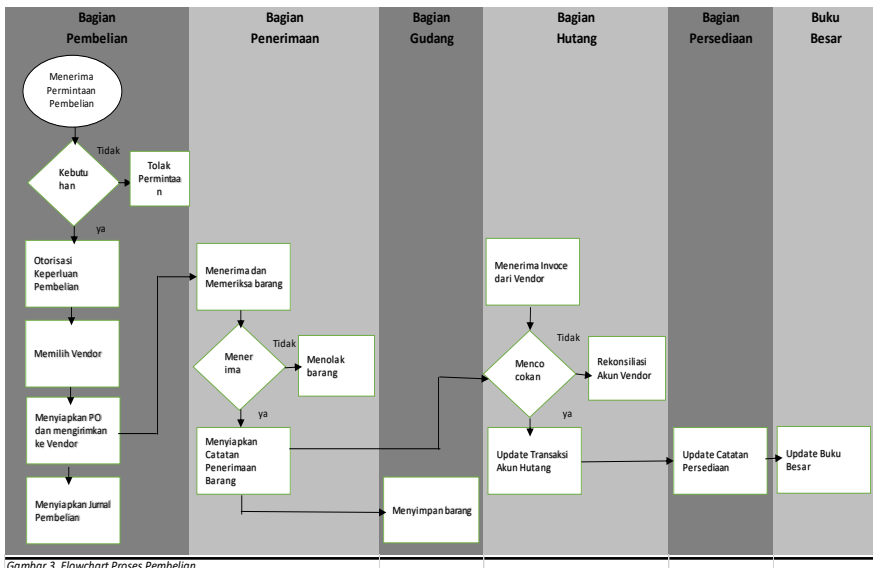 Bagian
Pembelian
Bagian
Penerimaan
Bagian
Gudang
Bagian
Hutang
Bagian
Persediaan
Buku
Besar
Menerima
Permintaan
Pembelian
Tidak
Kebutu
han
Tolak
Permintaa
n
ya
Otorisasi
Keperluan
Pembelian
Memilih Vendor
Menyiapkan PO
dan mengirimkan
ke Vendor
Menyiapkan Jurnal
Pembelian
Menerima dan
Memeriksa barang
Tidak
Mener
ima
Menolak
barang
ya
Menyiapkan
Catatan
Penerimaan
Barang
Menyimpan barang
Menerima Invoce
dari Vendor
Tidak
Menco
cokan
Rekonsiliasi
Akun Vendor
ya
Update Transaksi
Akun Hutang
Update Catatan
Persediaan
Update Buku
Besar
Gambar 3. Flowchart Proses Pembelian